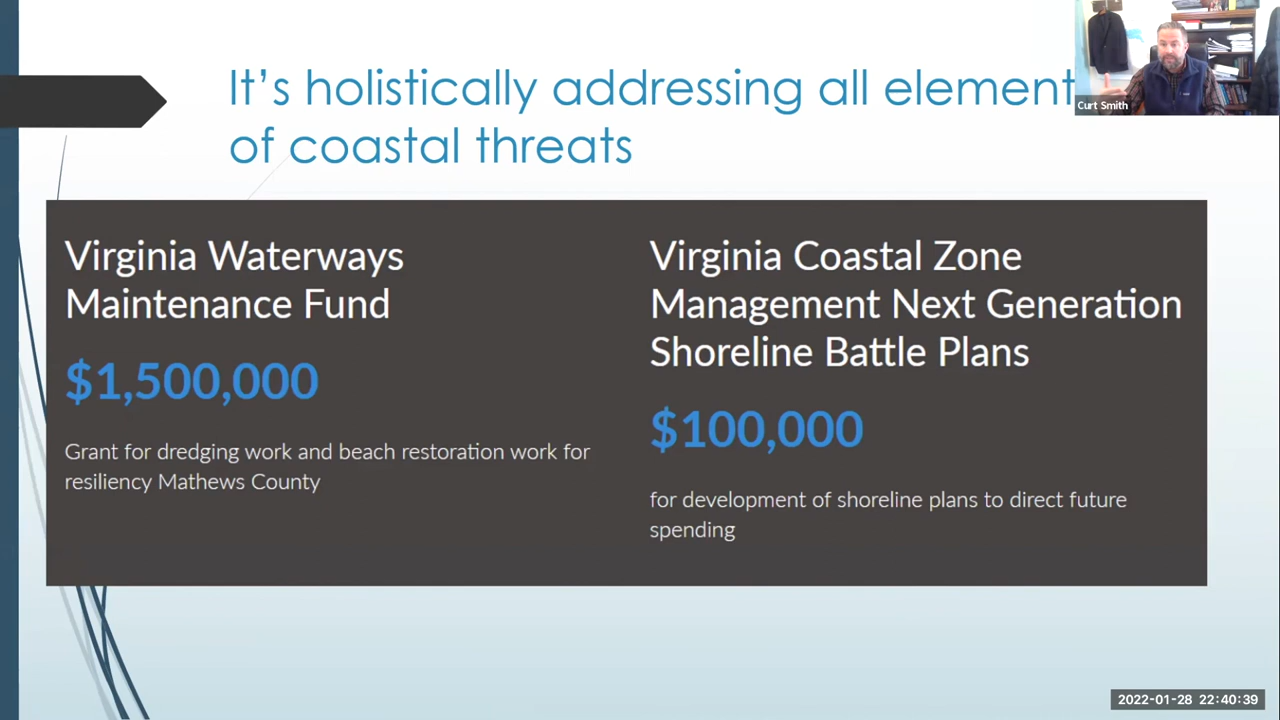 It's holistically addressing all element
of coastal threats
Curt Smith
Virginia Waterways
Maintenance Fund
$1,500,000
Grant for dredging work and beach restoration work for
resiliency Mathews County
Virginia Coastal Zone
Management Next Generation
Shoreline Battle Plans
$100,000
for development of shoreline plans to direct future
spending
2022-01-28 22:40:39